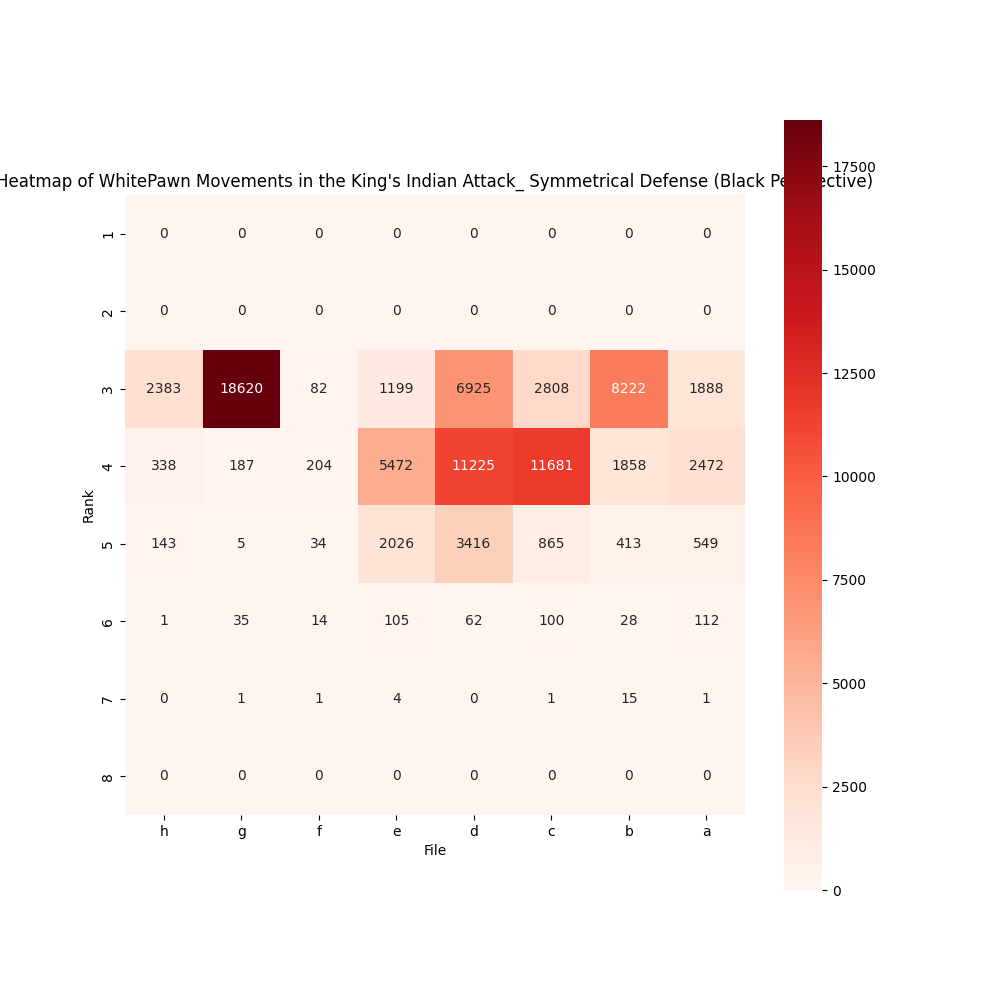 Heatmap of WhitePawn Movements in the King's Indian Attack_ Symmetrical Defense (Black Pe ective)
17500
15000
12500
10000
7500
5000
2500
0
Rank
1 0 0 0 0 0 0 0 0
2 0 0 0 0 0 0 0 0
3 2383 18620 82 1199 6925 2808 8222 1888
4 338 187 204 5472 11225 11681 1858 2472
5 143 5 34 2026 3416 865 413 549
6 1 35 14 105 62 100 28 112
7 0 1 1 4 0 1 15 1
8 0 0 0 0 0 0 0 0
h g f e d c b a
File